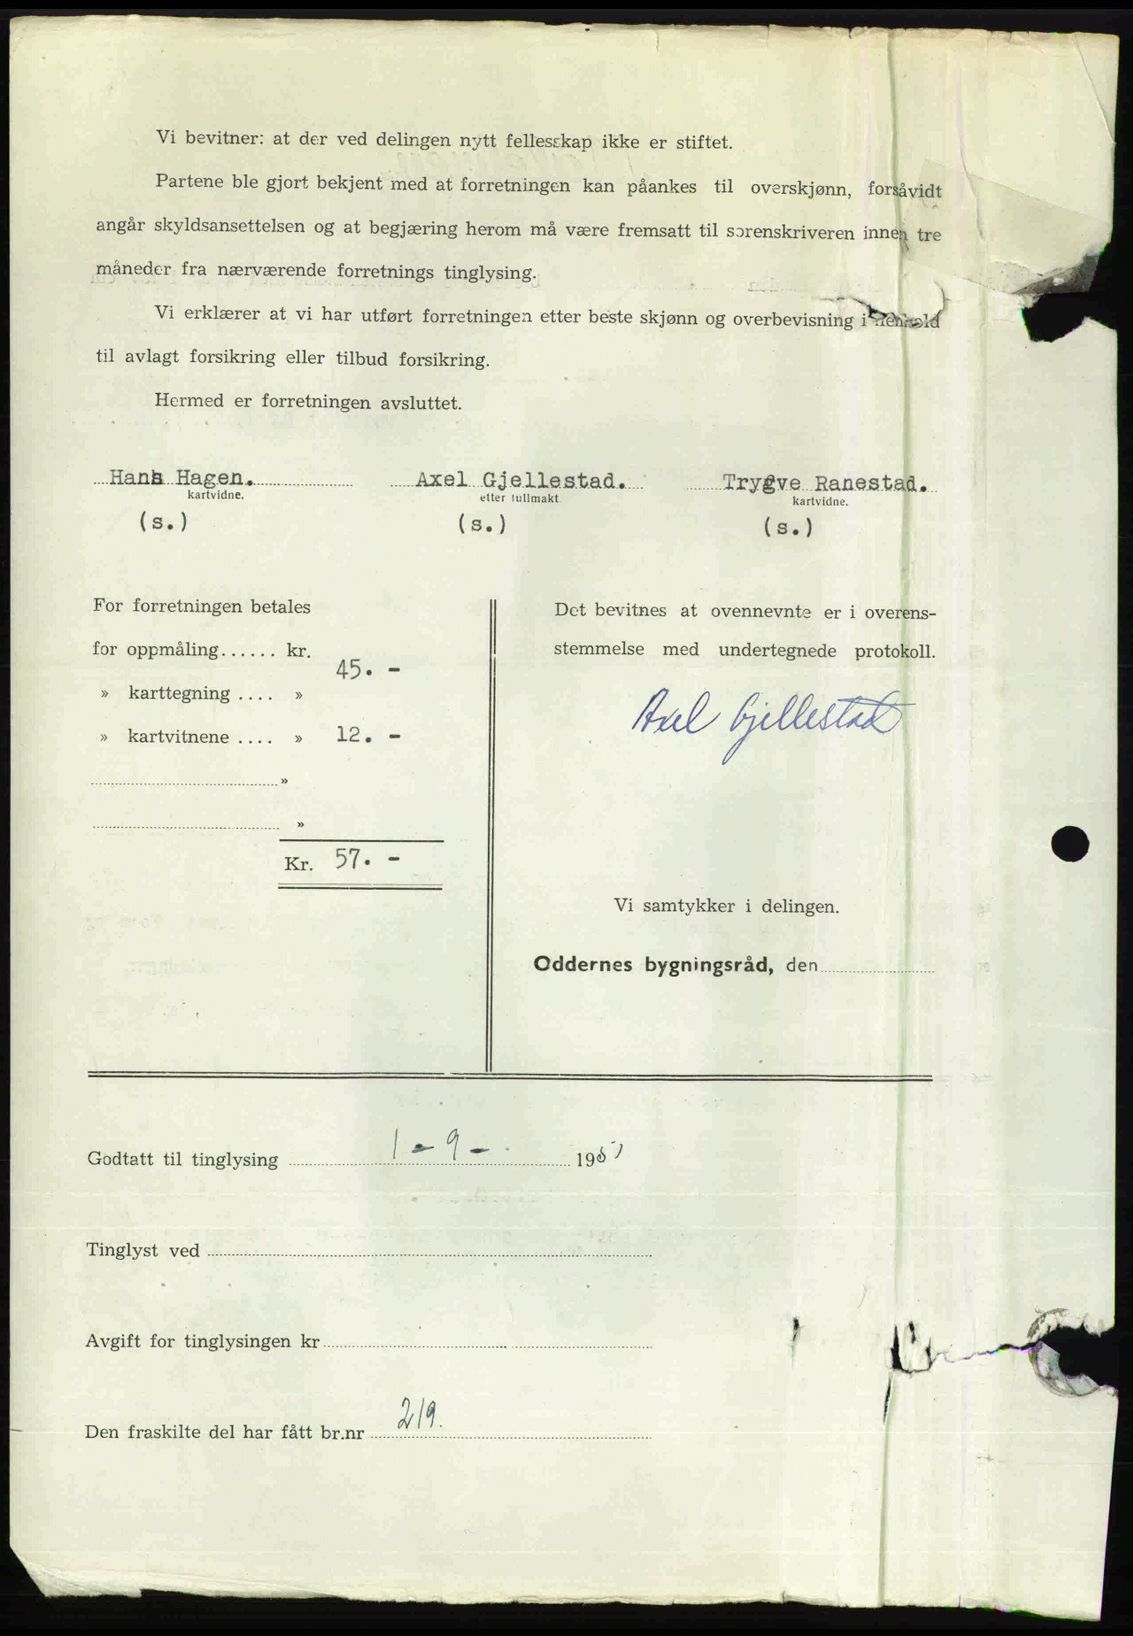 Vi bevitner: at der ved delingen nytt fellesskap ikke er stiftet.
Partene ble gjort bekjent med at forretningen kan påankes til overskjønn, forsåvidt
angår skyldsansettelsen og at begjæring herom må være fremsatt til sorenskriveren innen tre
måneder fra nærværende forretnings tinglysing.
Vi erklærer at vi har utført forretningen etter beste skjønn og overbevisning i henhold
til avlagt forsikring eller tilbud forsikring.
Hermed er forretningen avsluttet.
Hans Hagen. Axel Gjellestad. Trygve Ranestad.
kartvidne. etter fullmakt kartvidne.
(s.) (s.) (s.)
For forretningen betales
for oppmåling...... kr. 45.-
» karttegning .... »
» kartvitnene .... » 12.-
»
»
Kr. 57.-
Det bevitnes at ovennevnte er i overens-
stemmelse med undertegnede protokoll.
Axel Gjellestad
Vi samtykker i delingen.
Oddernes bygningsråd, den
Godtatt til tinglysing 1-9- 1951
Tinglyst ved
Avgift for tinglysingen kr
Den fraskilte del har fått br.nr 219.